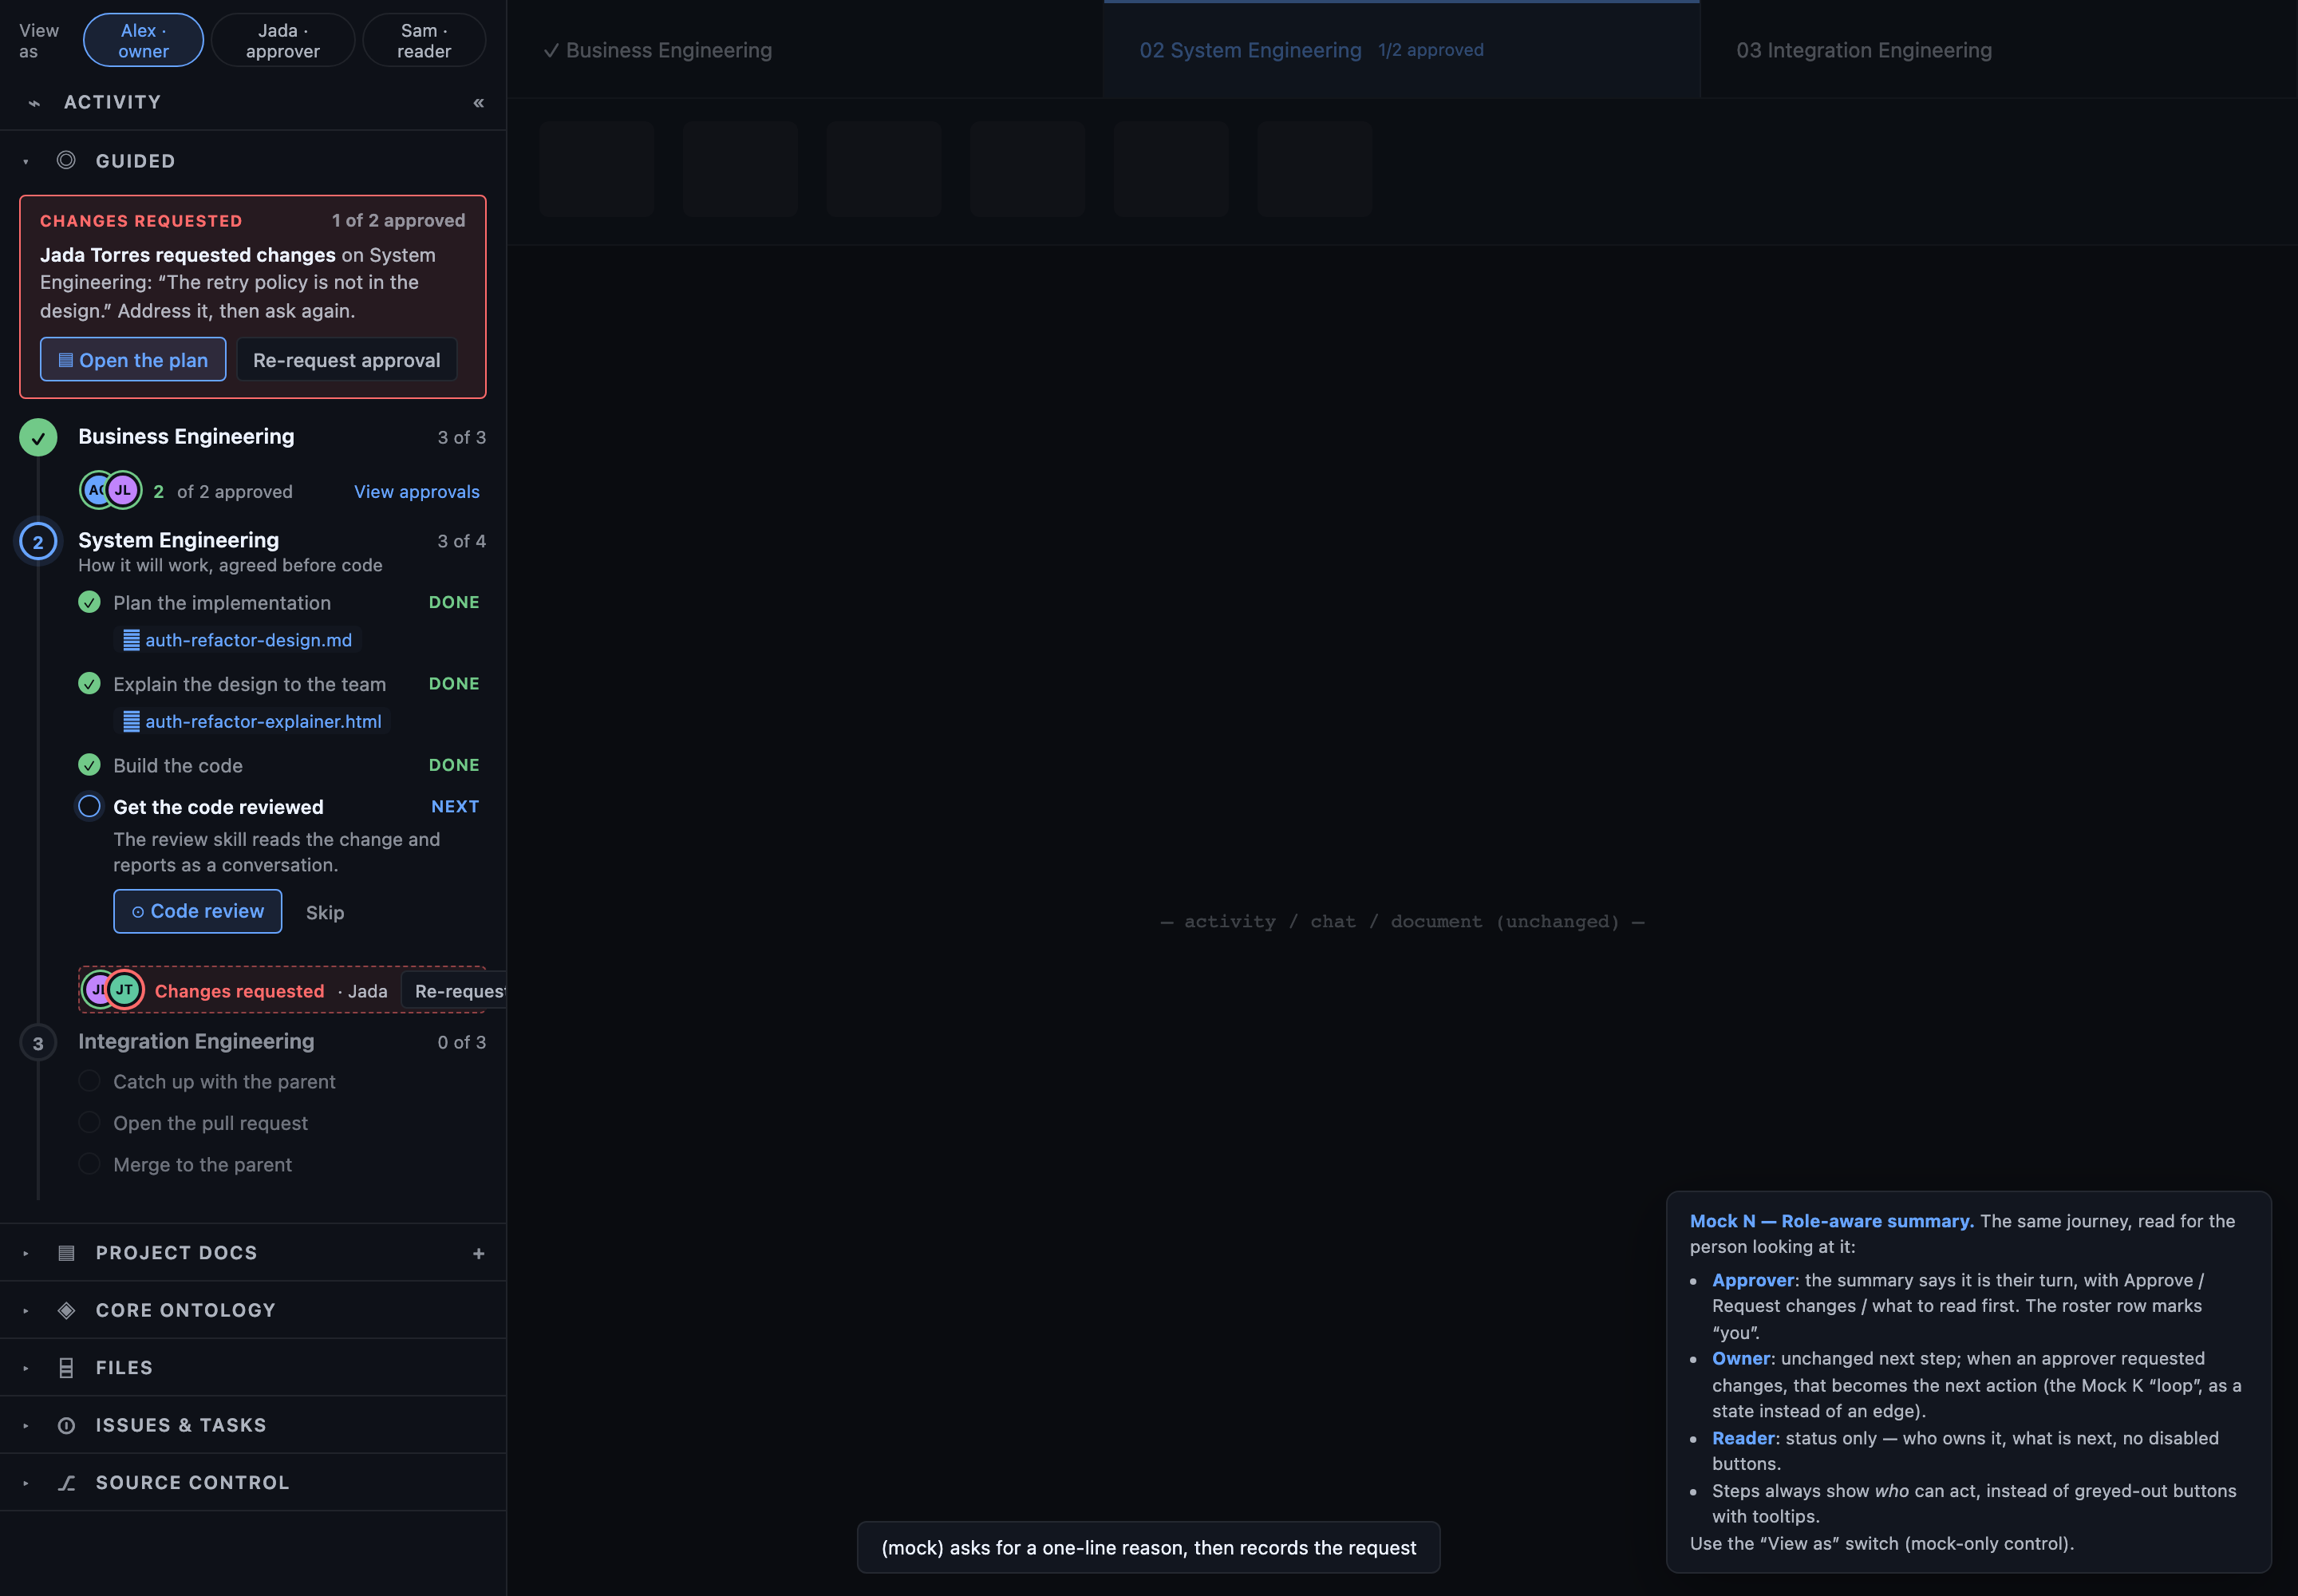 View as
Alex · owner
Jada · approver
Sam · reader
ACTIVITY
«
GUIDED
CHANGES REQUESTED 1 of 2 approved
Jada Torres requested changes on System
Engineering: “The retry policy is not in the
design.” Address it, then ask again.
Open the plan
Re-request approval
Business Engineering 3 of 3
JL 2 of 2 approved View approvals
2 System Engineering 3 of 4
How it will work, agreed before code
Plan the implementation DONE
auth-refactor-design.md
Explain the design to the team DONE
auth-refactor-explainer.html
Build the code DONE
Get the code reviewed NEXT
The review skill reads the change and
reports as a conversation.
Code review Skip
JT Changes requested · Jada Re-request
3 Integration Engineering 0 of 3
Catch up with the parent
Open the pull request
Merge to the parent
PROJECT DOCS +
CORE ONTOLOGY
FILES
ISSUES & TASKS
SOURCE CONTROL
✓ Business Engineering
02 System Engineering 1/2 approved
03 Integration Engineering
— activity / chat / document (unchanged) —
(mock) asks for a one-line reason, then records the request
Mock N — Role-aware summary. The same journey, read for the
person looking at it:
• Approver: the summary says it is their turn, with Approve /
Request changes / what to read first. The roster row marks
“you”.
• Owner: unchanged next step; when an approver requested
changes, that becomes the next action (the Mock K “loop”, as a
state instead of an edge).
• Reader: status only — who owns it, what is next, no disabled
buttons.
• Steps always show who can act, instead of greyed-out buttons
with tooltips.
Use the “View as” switch (mock-only control).